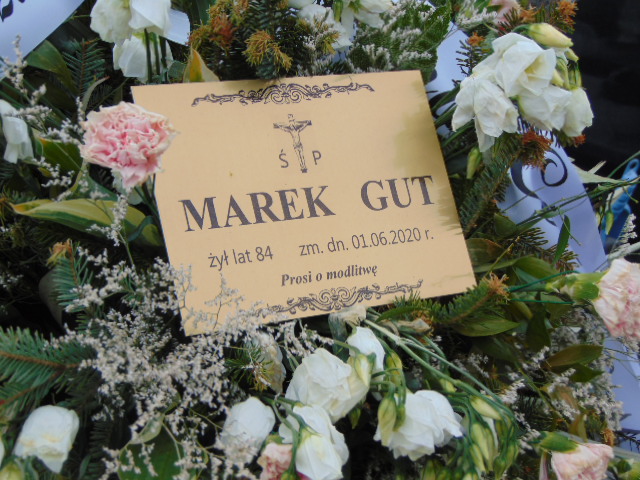 Ś P
MAREK GUT
żył lat 84 zm. dn. 01.06.2020 r.
Prosi o modlitwę